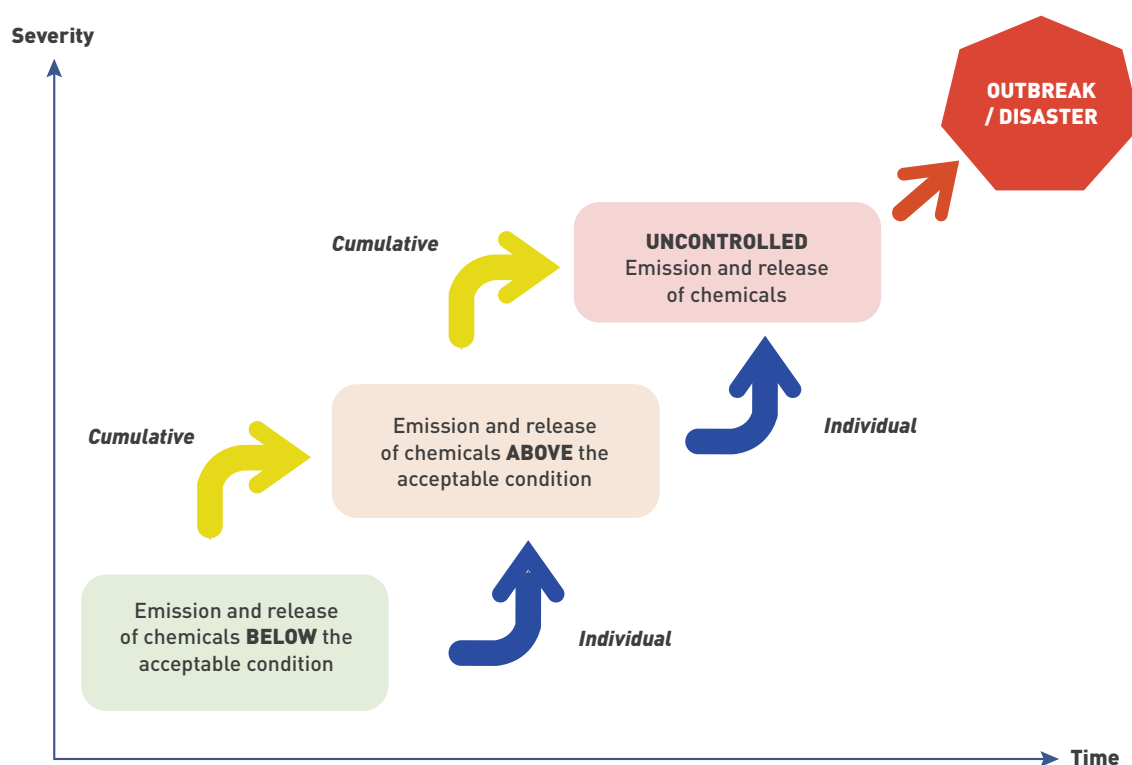 Severity
OUTBREAK
/ DISASTER
Cumulative
UNCONTROLLED
Emission and release
of chemicals
Cumulative
Emission and release
of chemicals ABOVE the
acceptable condition
Individual
Emission and release
of chemicals BELOW the
acceptable condition
Individual
Time